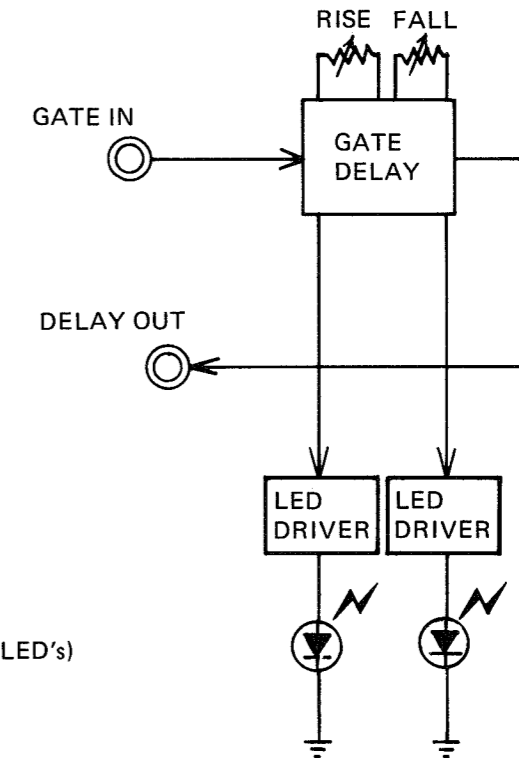 RISE FALL
GATE IN
GATE
DELAY
DELAY OUT
LED
DRIVER
LED
DRIVER
LED's)